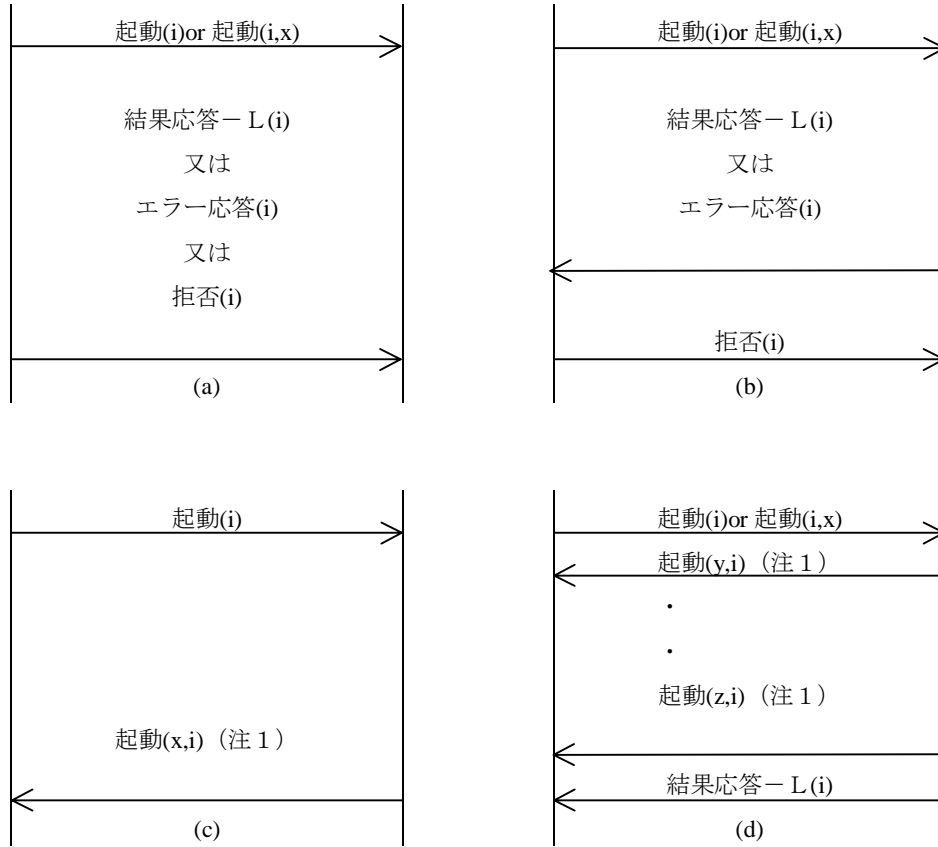 起動(i)or 起動(i,x)
結果応答－Ｌ(i)
又は
エラー応答(i)
又は
拒否(i)
(a)
起動(i)or 起動(i,x)
結果応答－Ｌ(i)
又は
エラー応答(i)
拒否(i)
(b)
起動(i)
起動(x,i)（注１）
(c)
起動(i)or 起動(i,x)
起動(y,i)（注１）
・
・
起動(z,i)（注１）
結果応答－Ｌ(i)
(d)